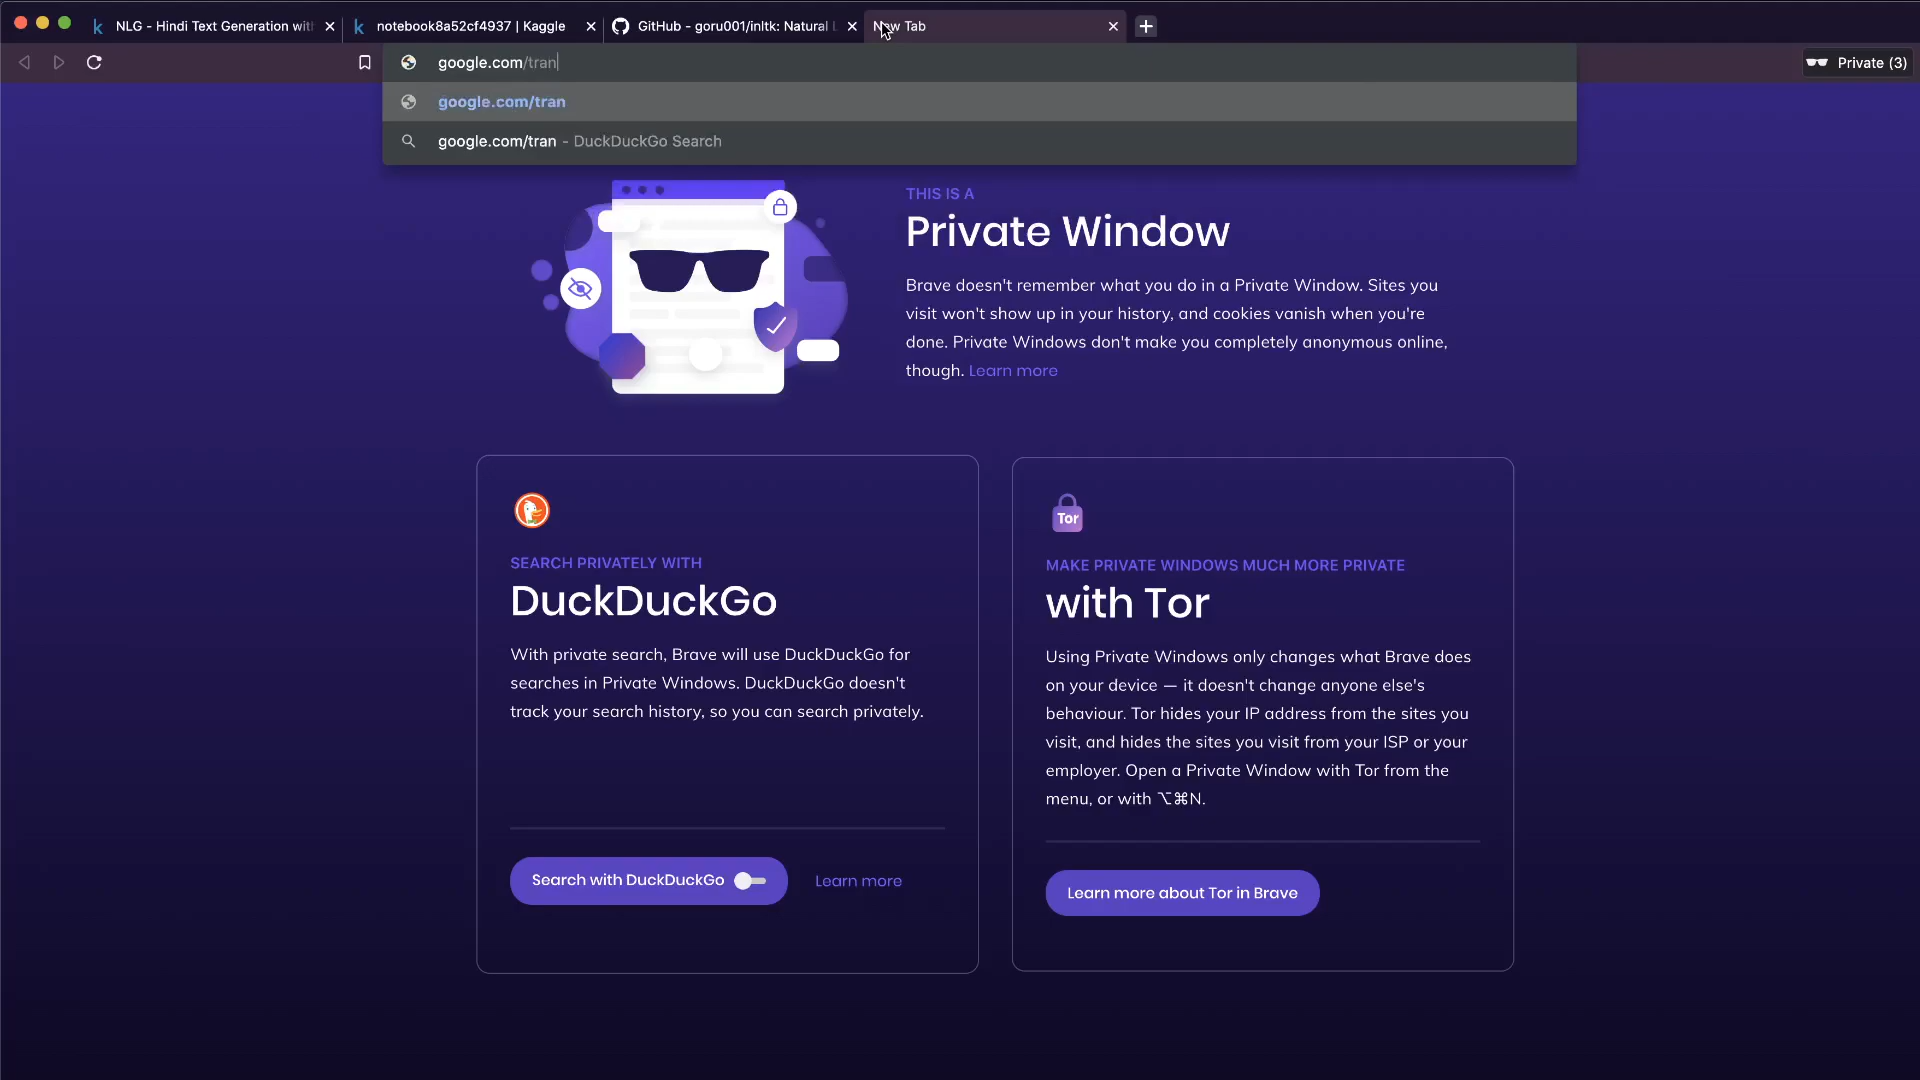 NLG - Hindi Text Generation wit
notebook8a52cf4937 | Kaggle
GitHub - goru001/inltk: Natural L
New Tab
google.com/tran
Private (3)
google.com/tran
google.com/tran - DuckDuckGo Search
THIS IS A
Private Window
Brave doesn't remember what you do in a Private Window. Sites you
visit won't show up in your history, and cookies vanish when you're
done. Private Windows don't make you completely anonymous online,
though. Learn more
SEARCH PRIVATELY WITH
DuckDuckGo
With private search, Brave will use DuckDuckGo for
searches in Private Windows. DuckDuckGo doesn't
track your search history, so you can search privately.
Search with DuckDuckGo
Learn more
Tor
MAKE PRIVATE WINDOWS MUCH MORE PRIVATE
with Tor
Using Private Windows only changes what Brave does
on your device — it doesn't change anyone else's
behaviour. Tor hides your IP address from the sites you
visit, and hides the sites you visit from your ISP or your
employer. Open a Private Window with Tor from the
menu, or with ⌥⌘N.
Learn more about Tor in Brave